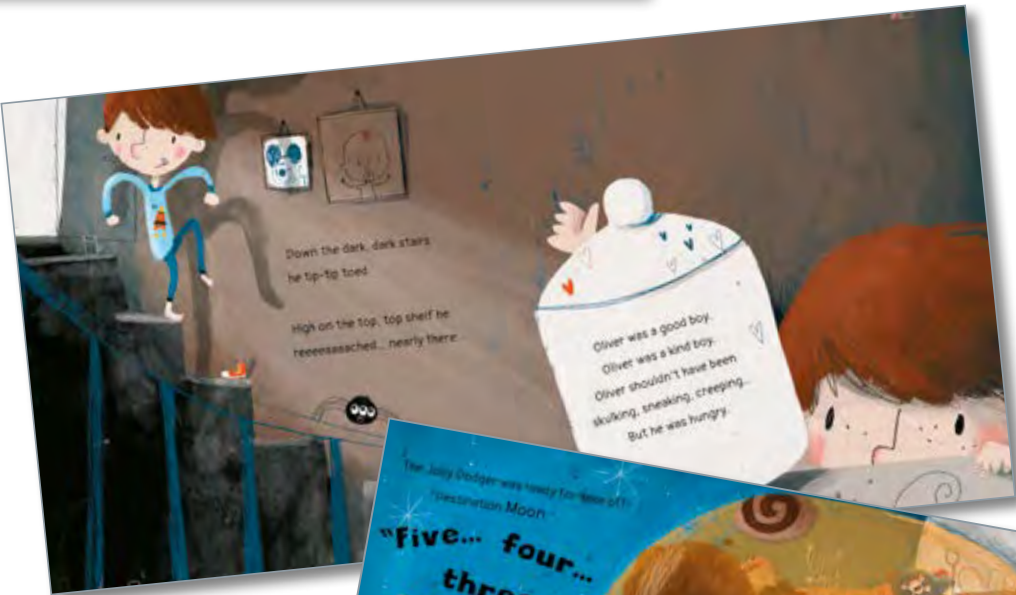 Down the dark, dark stairs
he tip-tip toed.
High on the top, top shelf he
reeeeaaaached... nearly there...
Oliver was a good boy.
Oliver was a kind boy.
Oliver shouldn't have been
skulking, sneaking, creeping...
But he was hungry.
The Jolly Dodger was ready for take off!
Destination Moon
"Five... four...